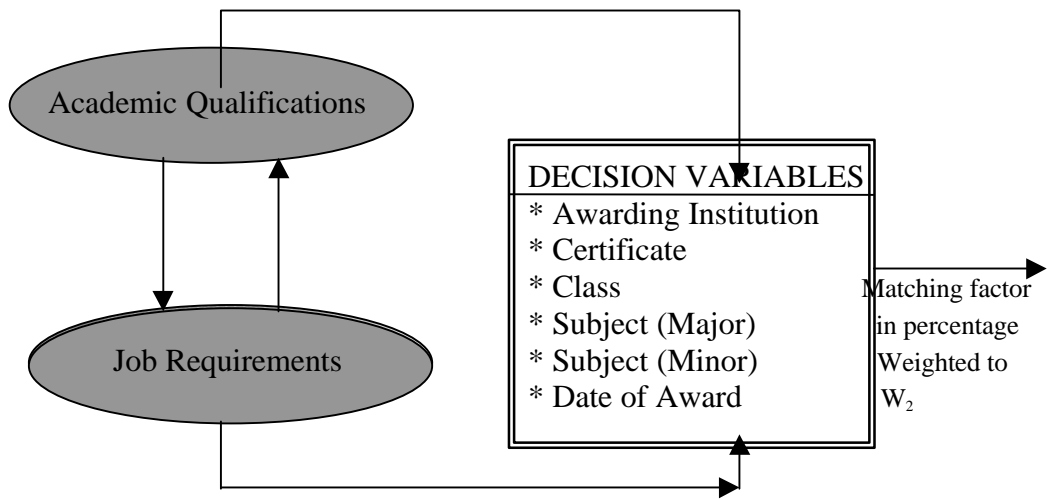 Academic Qualifications
DECISION VARIABLES
* Awarding Institution
* Certificate
* Class
* Subject (Major)
* Subject (Minor)
* Date of Award
Matching factor
in percentage
Weighted to
W₂
Job Requirements